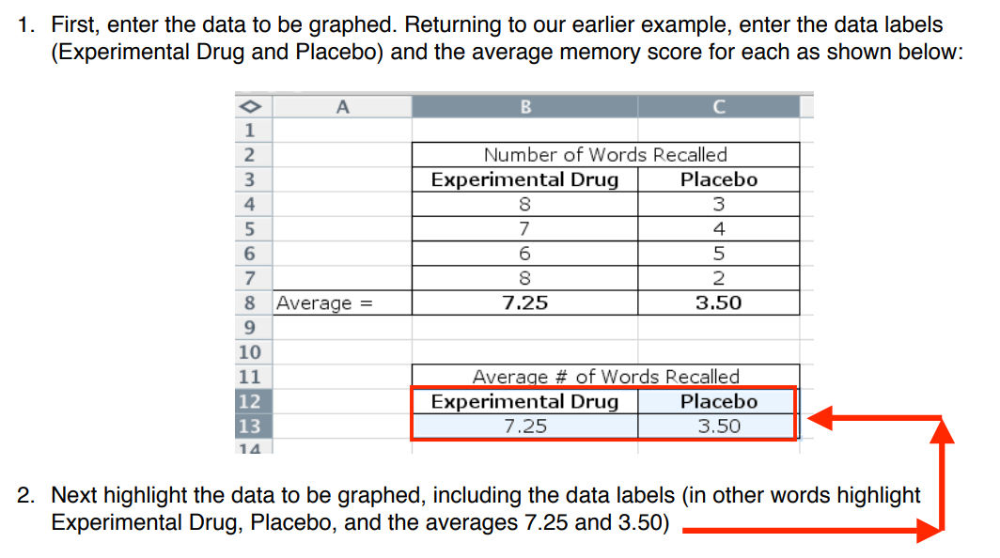 1. First, enter the data to be graphed. Returning to our earlier example, enter the data labels
(Experimental Drug and Placebo) and the average memory score for each as shown below:
A B C
1
2 Number of Words Recalled
3 Experimental Drug Placebo
4 8 3
5 7 4
6 6 5
7 8 2
8 Average = 7.25 3.50
9
10
11 Average # of Words Recalled
12 Experimental Drug Placebo
13 7.25 3.50
14
2. Next highlight the data to be graphed, including the data labels (in other words highlight
Experimental Drug, Placebo, and the averages 7.25 and 3.50)